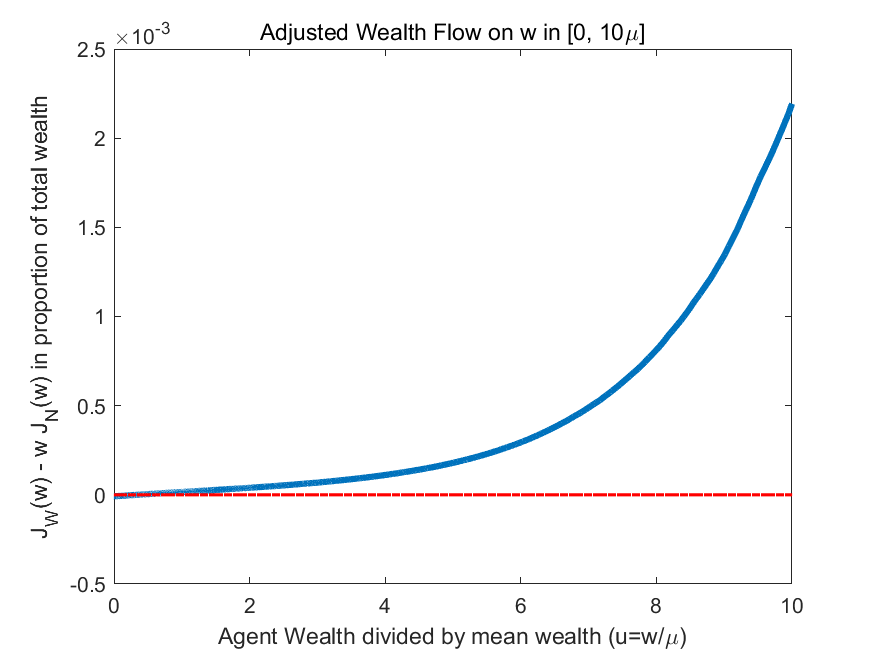 Adjusted Wealth Flow on w in [0, 10μ]
×10⁻³
2.5
2
1.5
1
0.5
0
-0.5
J_W(w) - w J_N(w) in proportion of total wealth
0 2 4 6 8 10
Agent Wealth divided by mean wealth (u=w/μ)